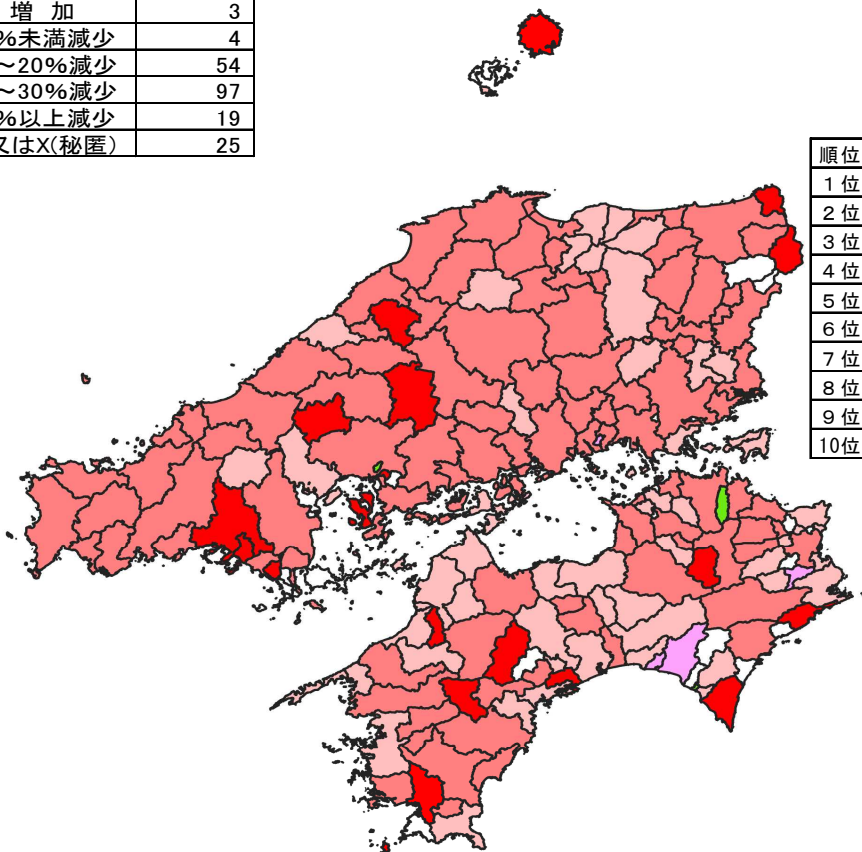 増 加 3
%未満減少 4
～20%減少 54
～30%減少 97
%以上減少 19
又はX(秘匿) 25
順位
1位
2位
3位
4位
5位
6位
7位
8位
9位
10位